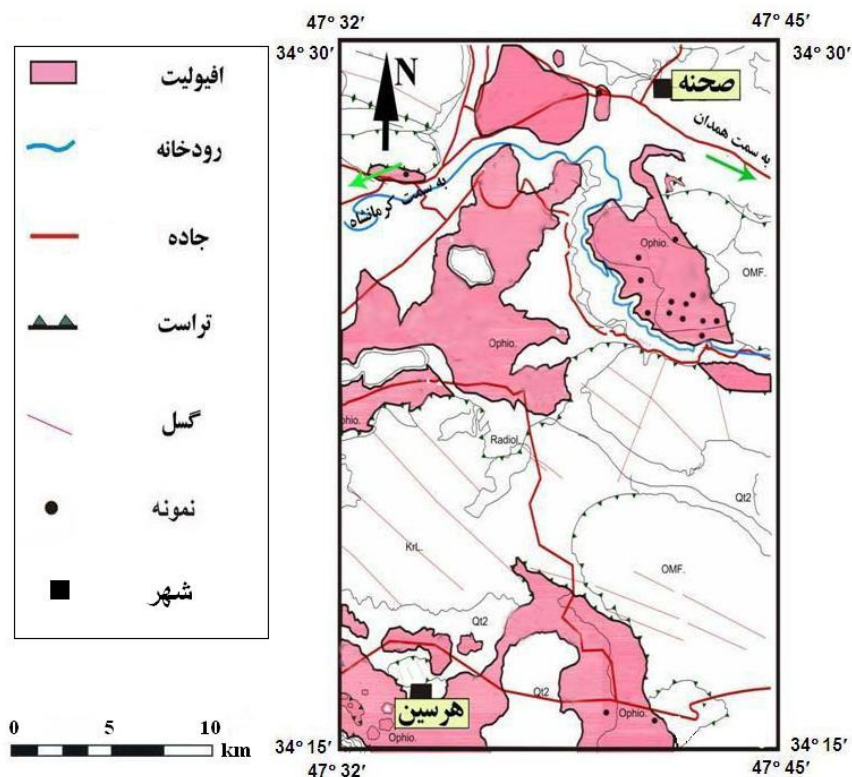 47° 32′
47° 45′
34° 30′
34° 30′
افیولیت
رودخانه
جاده
تراست
گسل
نمونه
شهر
N
صحنه
به سمت همدان
به سمت کرمانشاه
Ophio.
OMF.
Ophio.
phio.
Radiol.
Qt2
KrL.
OMF.
Qt2
Qt2
هرسین
Ophio.
Ophio.
0 5 10
km
34° 15′
34° 15′
47° 32′
47° 45′